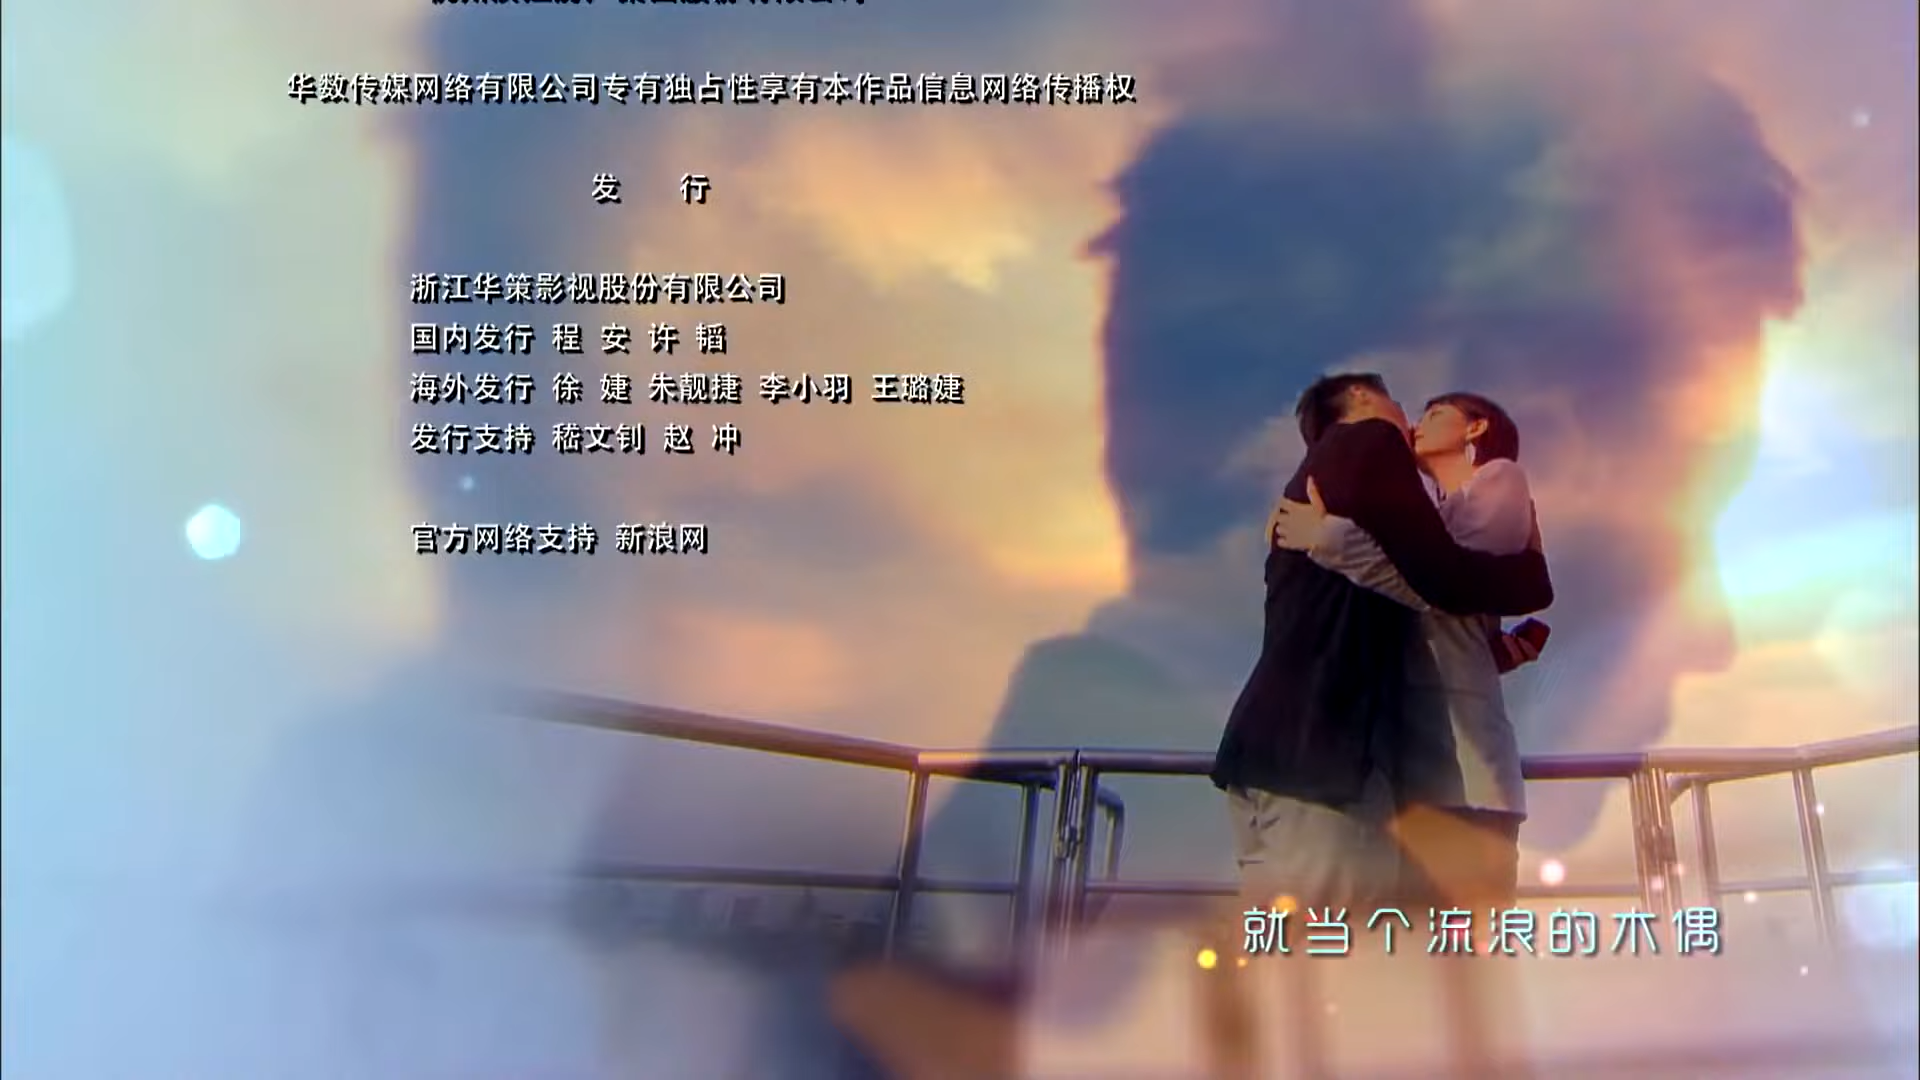 华数传媒网络有限公司专有独占性享有本作品信息网络传播权
发 行
浙江华策影视股份有限公司
国内发行 程 安 许 韬
海外发行 徐 婕 朱靓捷 李小羽 王璐婕
发行支持 嵇文钊 赵 冲
官方网络支持 新浪网
就当个流浪的木偶